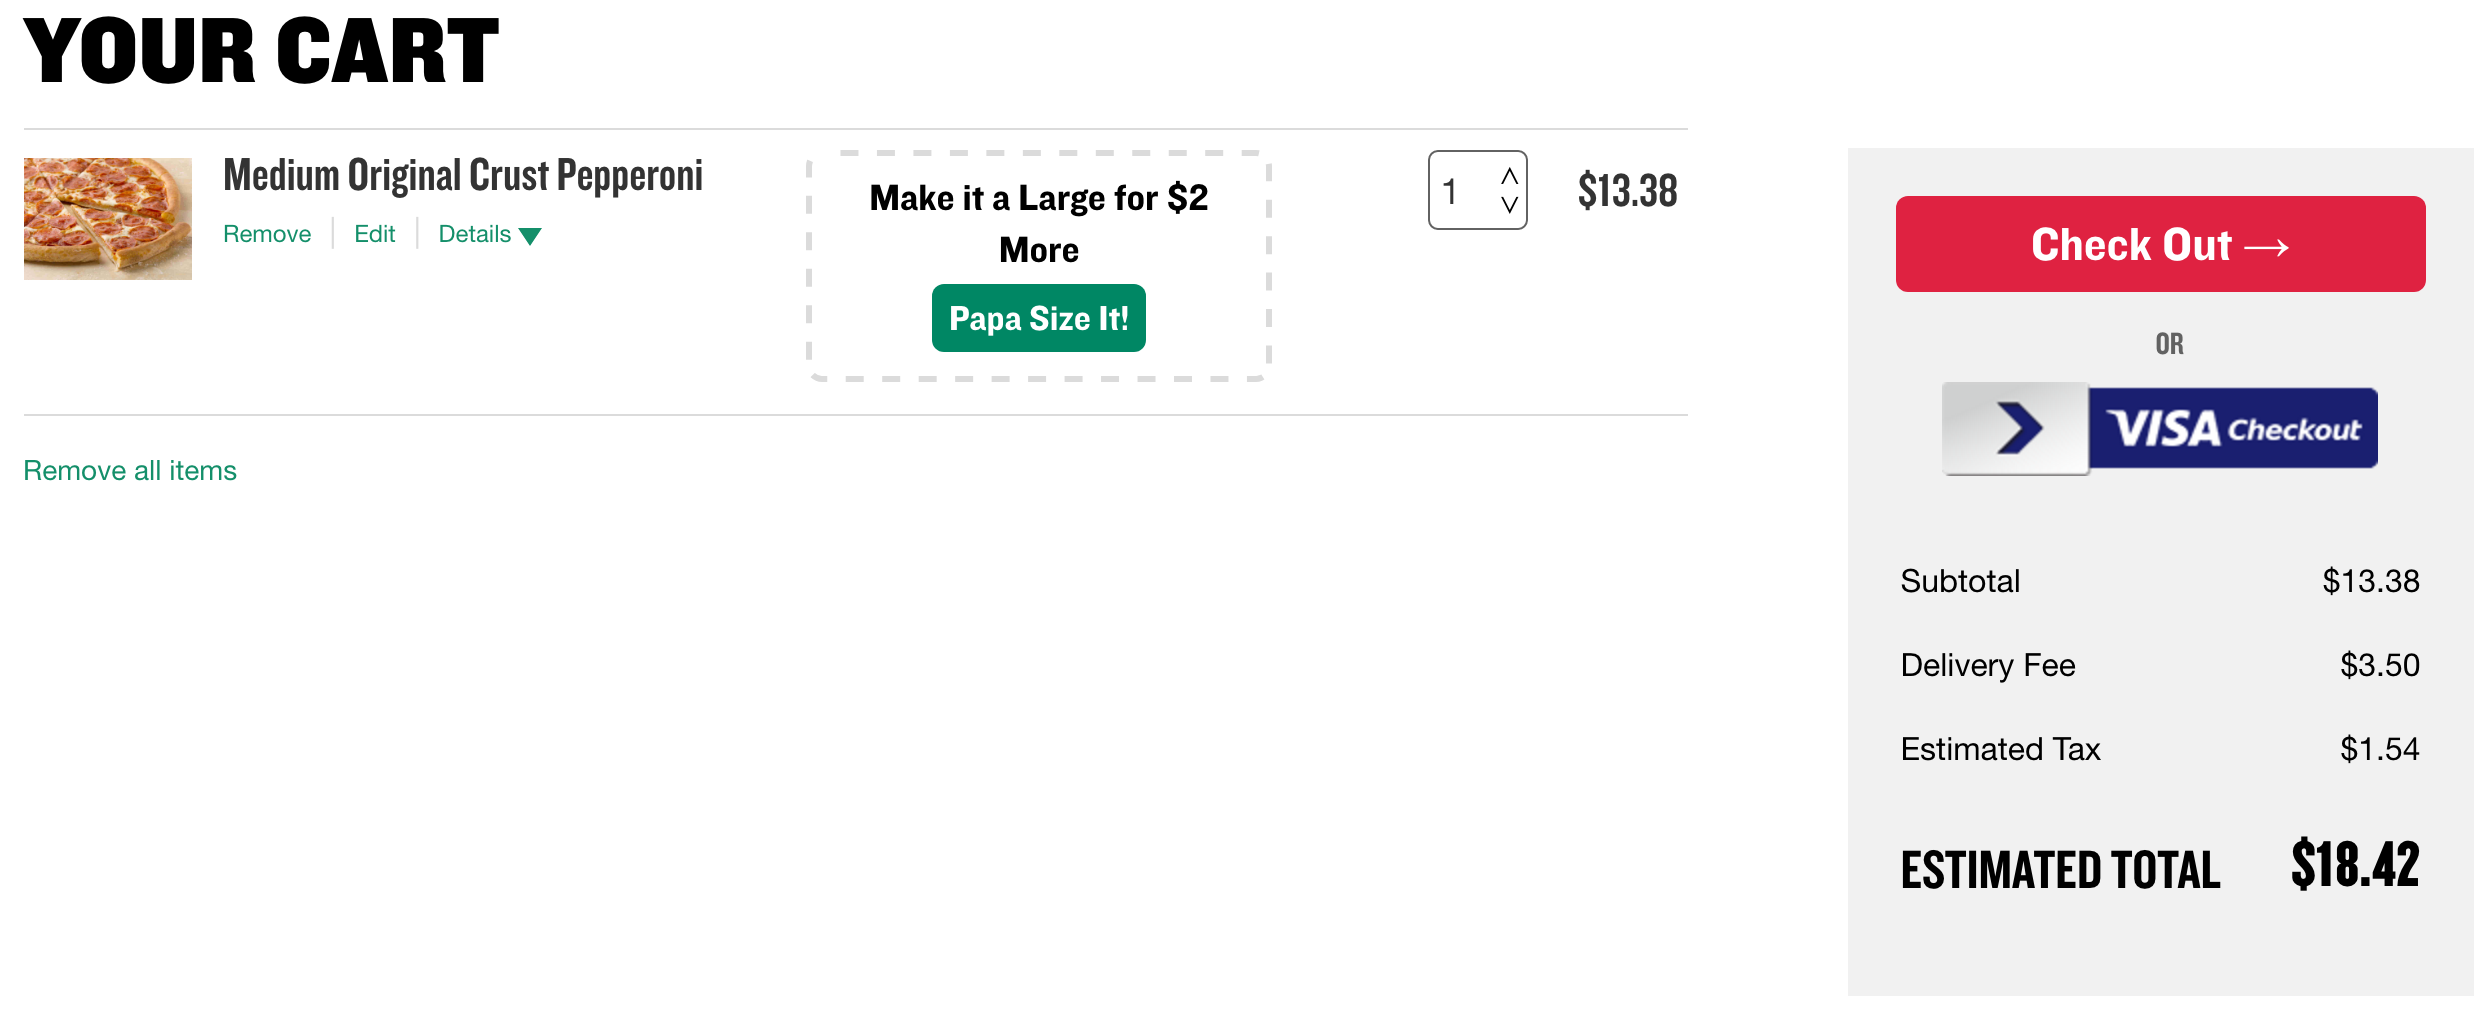 YOUR CART
Medium Original Crust Pepperoni
Remove
Edit
Details
Make it a Large for $2
More
Papa Size It!
1
$13.38
Remove all items
Check Out →
OR
VISA Checkout
Subtotal $13.38
Delivery Fee $3.50
Estimated Tax $1.54
ESTIMATED TOTAL $18.42